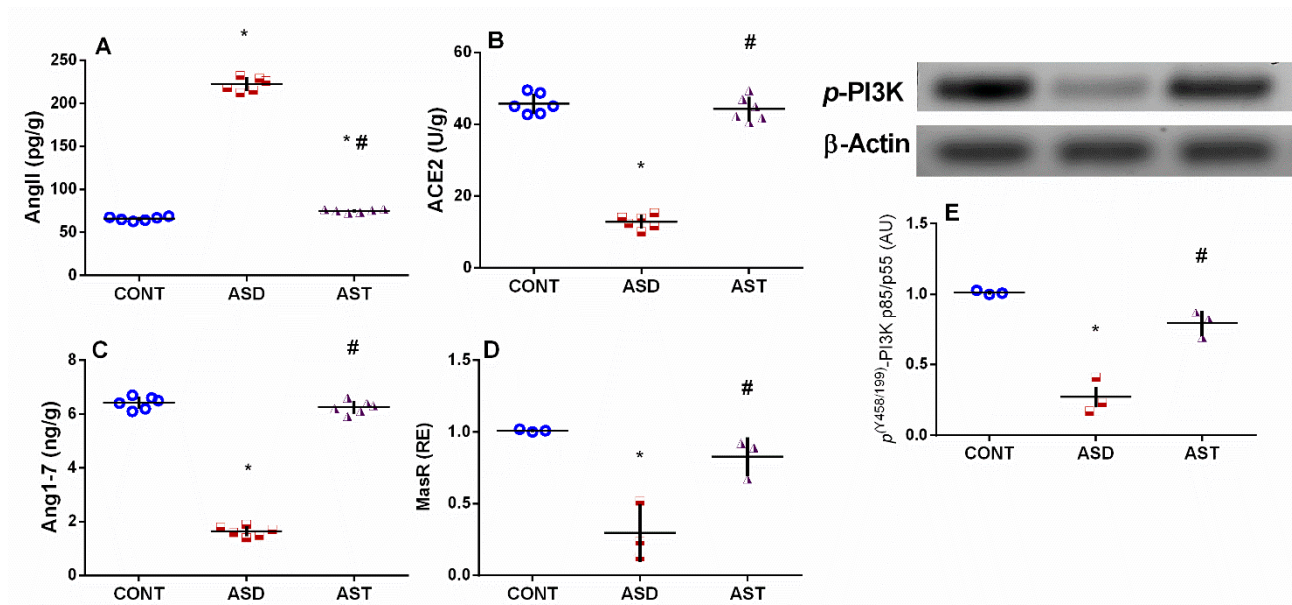 A
AngII (pg/g)
250
200
150
100
50
0
*
* #
CONT ASD AST
B
ACE2 (U/g)
60
40
20
0
*
#
CONT ASD AST
p-PI3K
β-Actin
C
Ang1-7 (ng/g)
8
6
4
2
0
*
#
CONT ASD AST
D
MasR (RE)
1.5
1.0
0.5
0.0
*
#
CONT ASD AST
E
p(Y458/199)-PI3K p85/p55 (AU)
1.5
1.0
0.5
0.0
*
#
CONT ASD AST